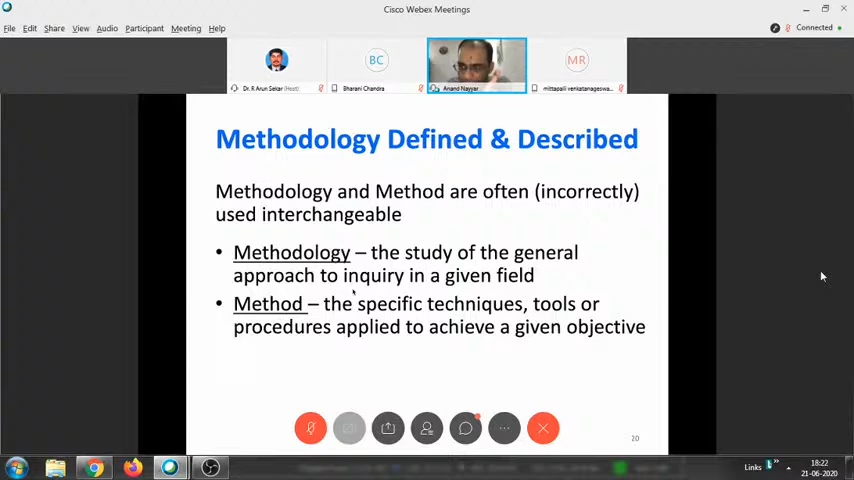 Cisco Webex Meetings
File Edit Share View Audio Participant Meeting Help
Connected
BC
MR
Dr. R Arun Sekar (Host)
Bharani Chandra
Anand Nayyar
mittapalli venkatanageswa...
Methodology Defined & Described
Methodology and Method are often (incorrectly)
used interchangeable
• Methodology – the study of the general
approach to inquiry in a given field
• Method – the specific techniques, tools or
procedures applied to achieve a given objective
20
Links
18:22
21-06-2020